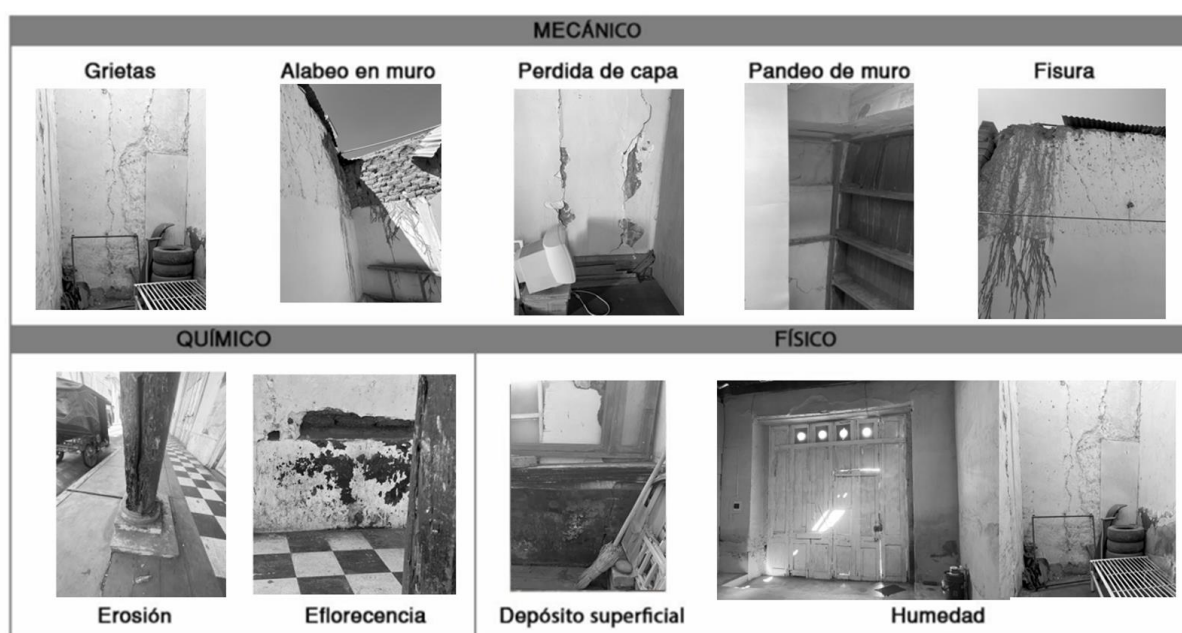 MECÁNICO
Grietas
Alabeo en muro
Perdida de capa
Pandeo de muro
Fisura
QUÍMICO
FÍSICO
Erosión
Eflorecencia
Depósito superficial
Humedad